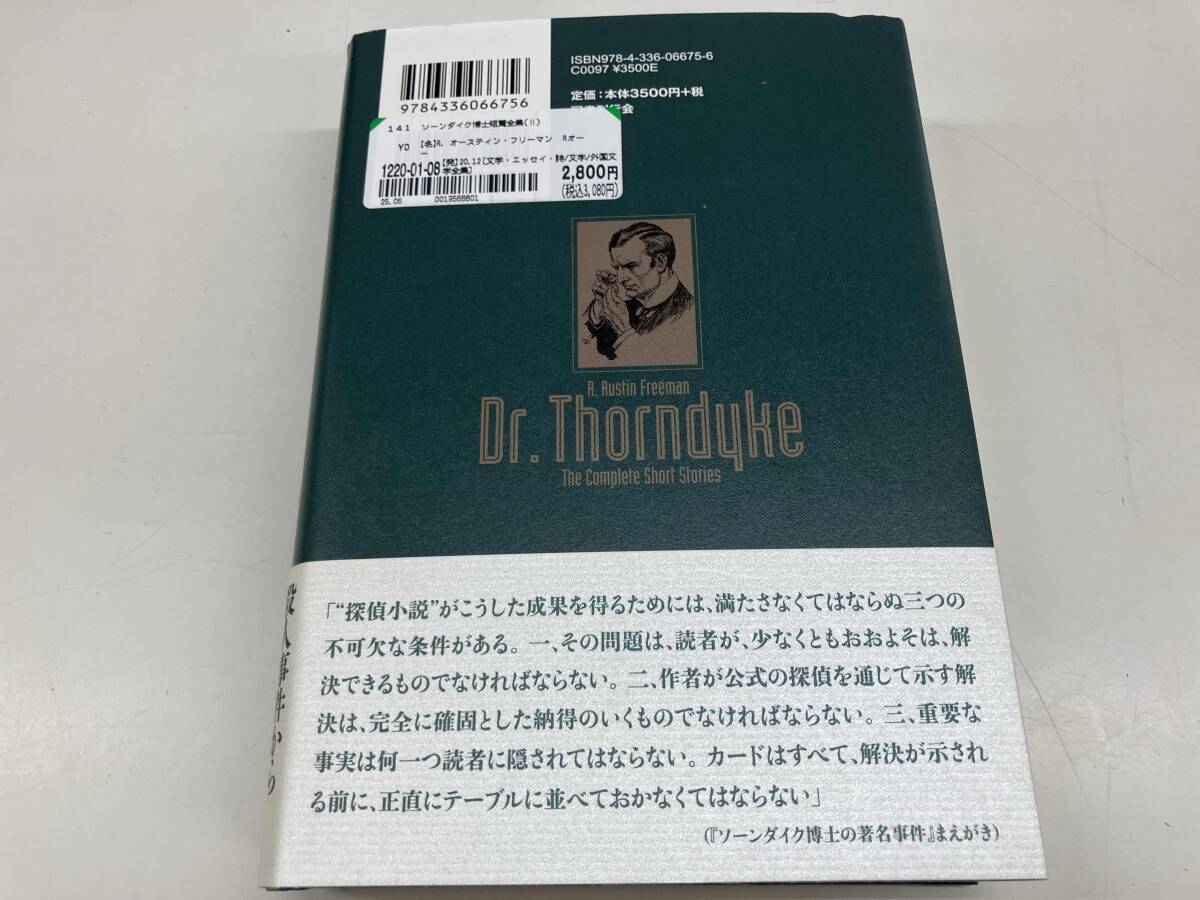 ISBN978-4-336-06675-6
C0097 ¥3500E
定価：本体3500円+税
9784336066756
141 ソーンダイク博士短篇全集(II)
YO 【名】R. オースティン・フリーマン Rオー
ー
1220-01-08 【発】20.12〔文学・エッセイ・詩/文学/外国文
学全集〕
2,800円
(税込3,080円)
25.06 0019568801
R. Austin Freeman
Dr. Thorndyke
The Complete Short Stories
「“探偵小説”がこうした成果を得るためには、満たさなくてはならぬ三つの
不可欠な条件がある。一、その問題は、読者が、少なくともおおよそは、解
決できるものでなければならない。二、作者が公式の探偵を通じて示す解
決は、完全に確固とした納得のいくものでなければならない。三、重要な
事実は何一つ読者に隠されてはならない。カードはすべて、解決が示され
る前に、正直にテーブルに並べておかなくてはならない」
(『ソーンダイク博士の著名事件』まえがき)
人事件から